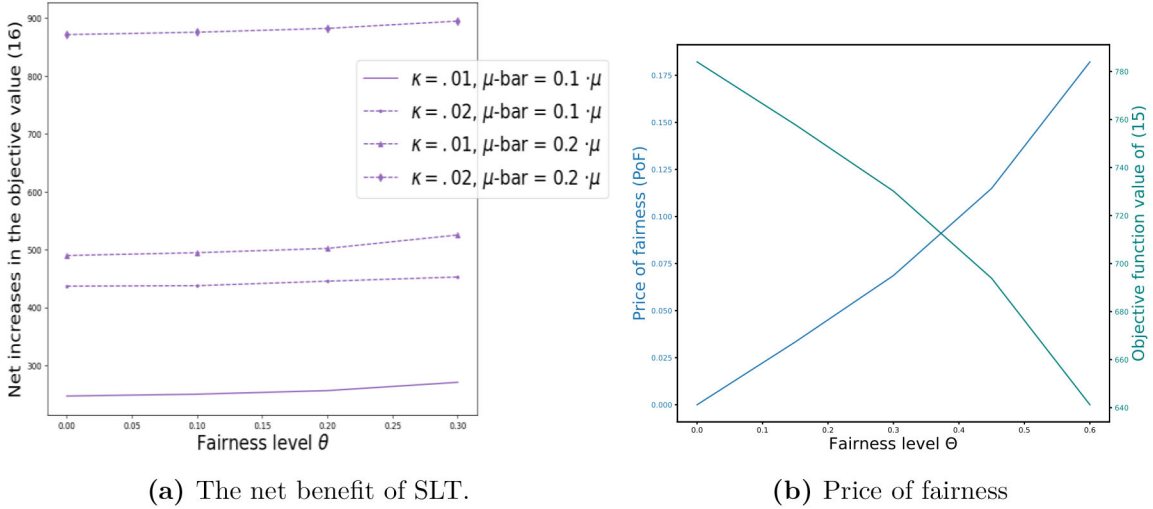 Net increases in the objective value (16)
900
800
700
600
500
400
300
κ = .01, μ-bar = 0.1 ·μ
κ = .02, μ-bar = 0.1 ·μ
κ = .01, μ-bar = 0.2 ·μ
κ = .02, μ-bar = 0.2 ·μ
0.00 0.05 0.10 0.15 0.20 0.25 0.30
Fairness level θ
(a) The net benefit of SLT.
Price of fairness (PoF)
0.175
0.150
0.125
0.100
0.075
0.050
0.025
0.000
780
760
740
720
700
680
660
640
Objective function value of (15)
0.0 0.1 0.2 0.3 0.4 0.5 0.6
Fairness level Θ
(b) Price of fairness